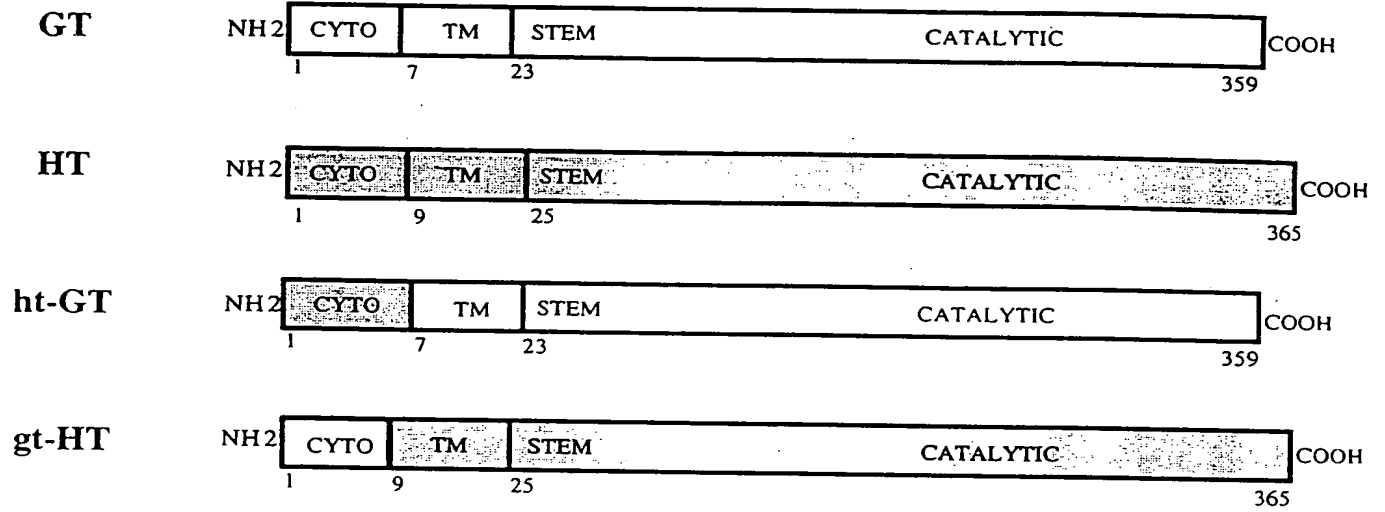 GT NH2 CYTO TM STEM CATALYTIC COOH
1 7 23 359
HT NH2 CYTO TM STEM CATALYTIC COOH
1 9 25 365
ht-GT NH2 CYTO TM STEM CATALYTIC COOH
1 7 23 359
gt-HT NH2 CYTO TM STEM CATALYTIC COOH
1 9 25 365